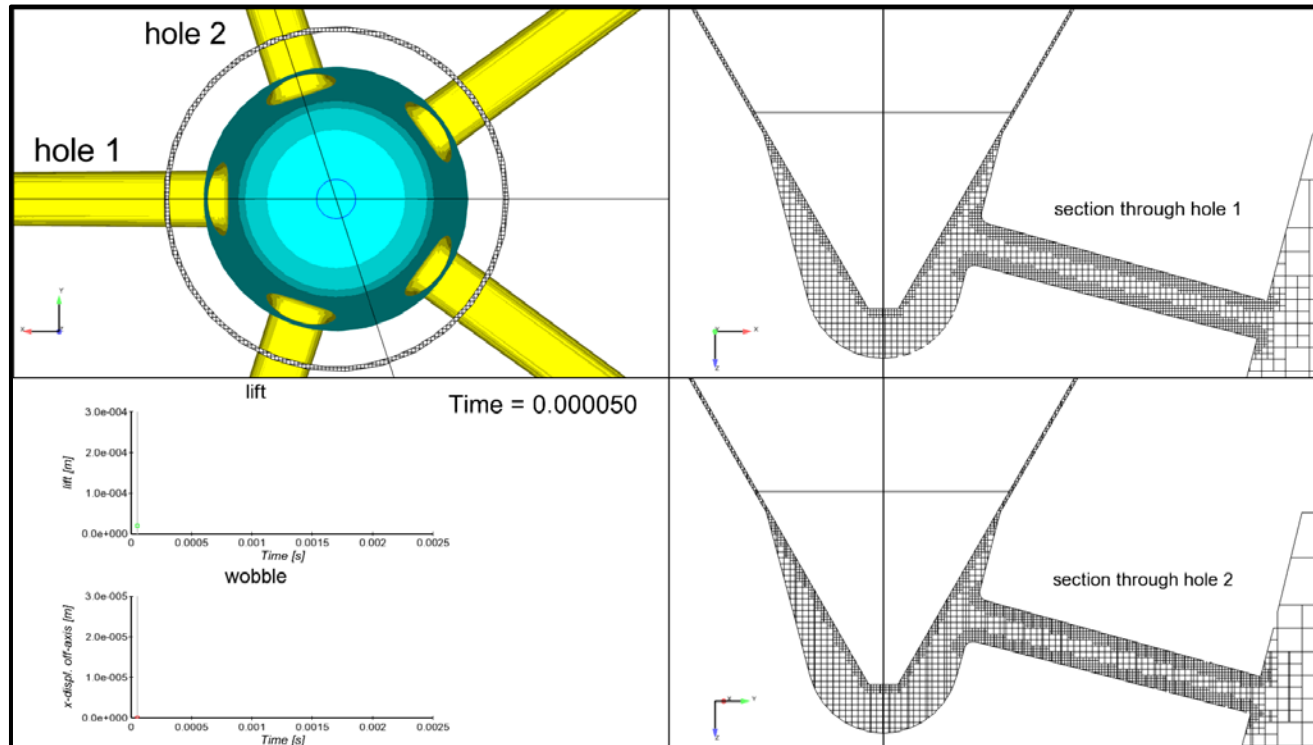 hole 2
hole 1
Y
X
Z
section through hole 1
X
Z
lift
Time = 0.000050
3.0e-004
2.0e-004
1.0e-004
0.0e+000
lift [m]
0
0.0005
0.001
0.0015
0.002
0.0025
Time [s]
wobble
3.0e-005
2.0e-005
1.0e-005
0.0e+000
x-displ. off-axis [m]
0
0.0005
0.001
0.0015
0.002
0.0025
Time [s]
section through hole 2
X
Y
Z